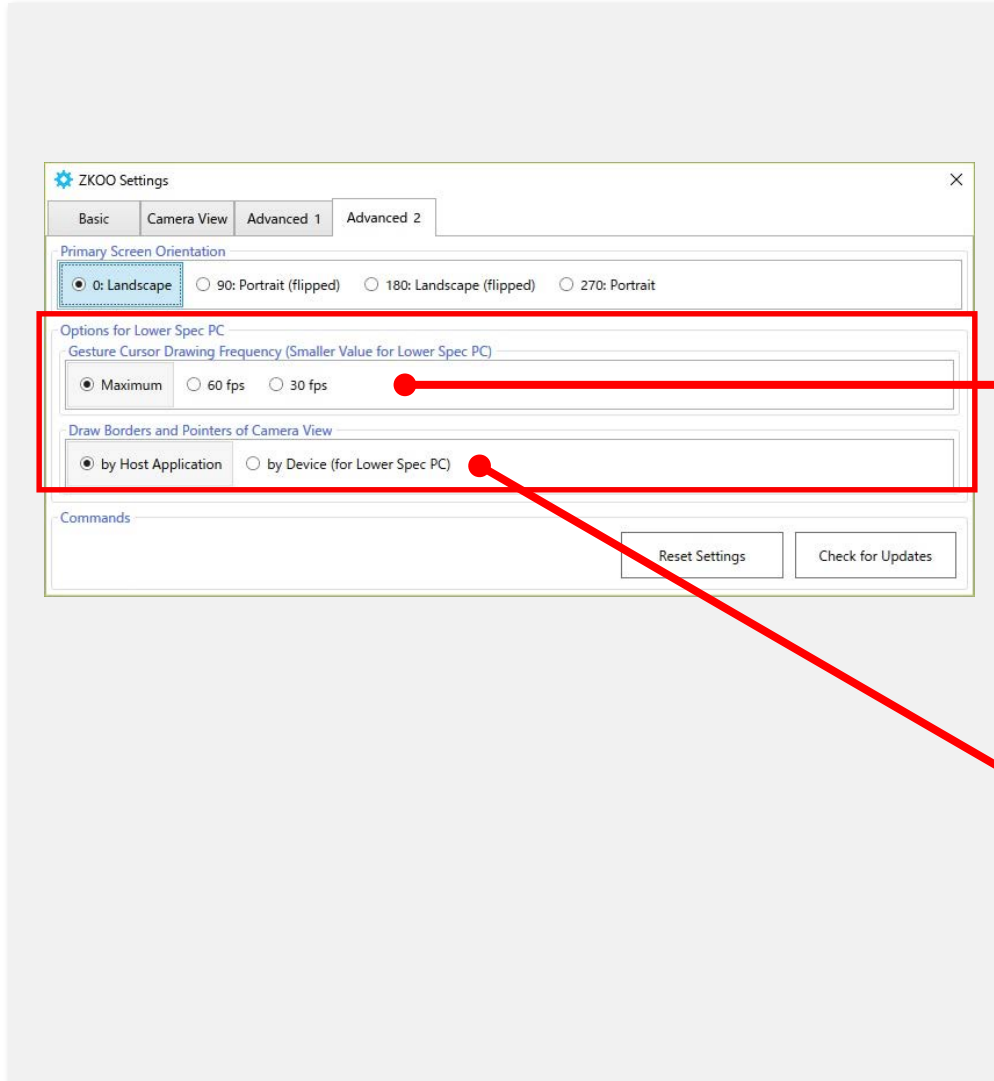 ZKOO Settings
Basic Camera View Advanced 1 Advanced 2
Primary Screen Orientation
0: Landscape 90: Portrait (flipped) 180: Landscape (flipped) 270: Portrait
Options for Lower Spec PC
Gesture Cursor Drawing Frequency (Smaller Value for Lower Spec PC)
Maximum 60 fps 30 fps
Draw Borders and Pointers of Camera View
by Host Application by Device (for Lower Spec PC)
Commands
Reset Settings Check for Updates